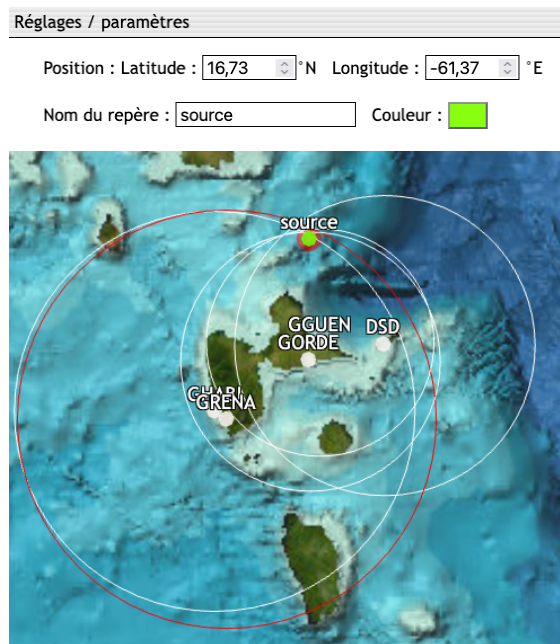 Réglages / paramètres
Position : Latitude : 16,73 °N Longitude : -61,37 °E
Nom du repère : source Couleur :
source
GGUEN DSD
GORDE
GRENA